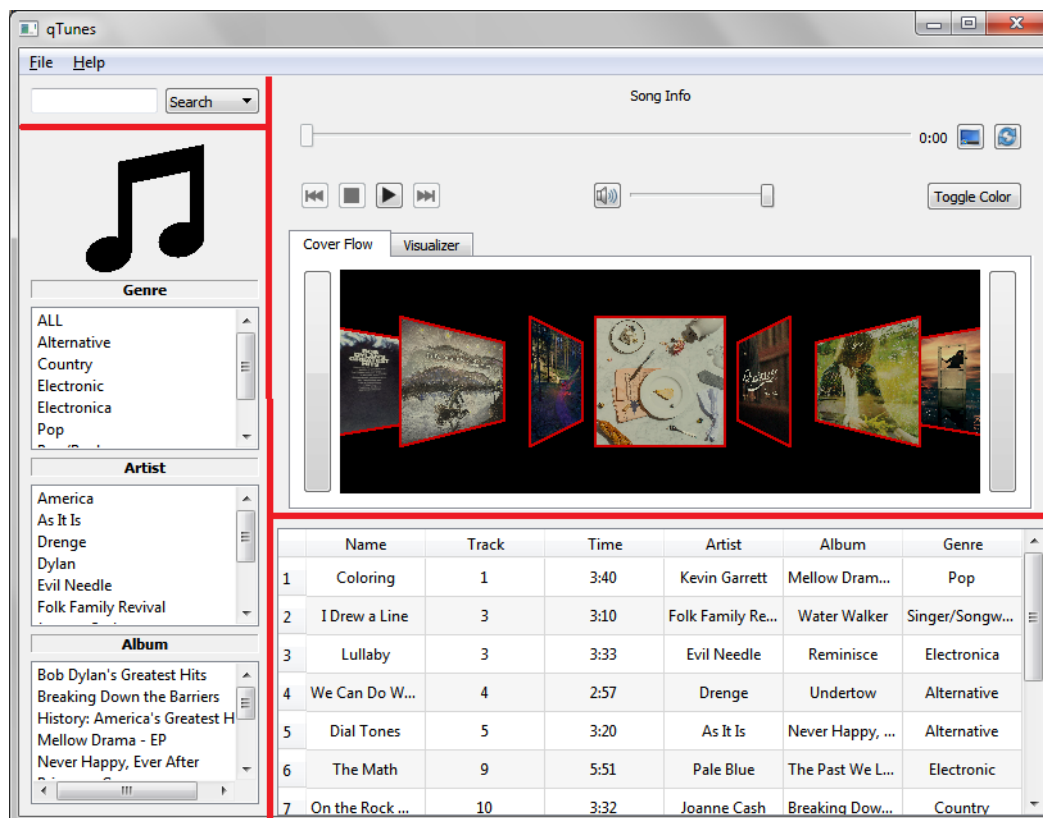 qTunes
File Help
Search
Song Info
0:00
Toggle Color
Cover Flow Visualizer
Genre
ALL
Alternative
Country
Electronic
Electronica
Pop
Artist
America
As It Is
Drenge
Dylan
Evil Needle
Folk Family Revival
Album
Bob Dylan's Greatest Hits
Breaking Down the Barriers
History: America's Greatest H
Mellow Drama - EP
Never Happy, Ever After
Name Track Time Artist Album Genre
1 Coloring 1 3:40 Kevin Garrett Mellow Dram... Pop
2 I Drew a Line 3 3:10 Folk Family Re... Water Walker Singer/Songw...
3 Lullaby 3 3:33 Evil Needle Reminisce Electronica
4 We Can Do W... 4 2:57 Drenge Undertow Alternative
5 Dial Tones 5 3:20 As It Is Never Happy, ... Alternative
6 The Math 9 5:51 Pale Blue The Past We L... Electronic
7 On the Rock ... 10 3:32 Joanne Cash Breaking Dow... Country